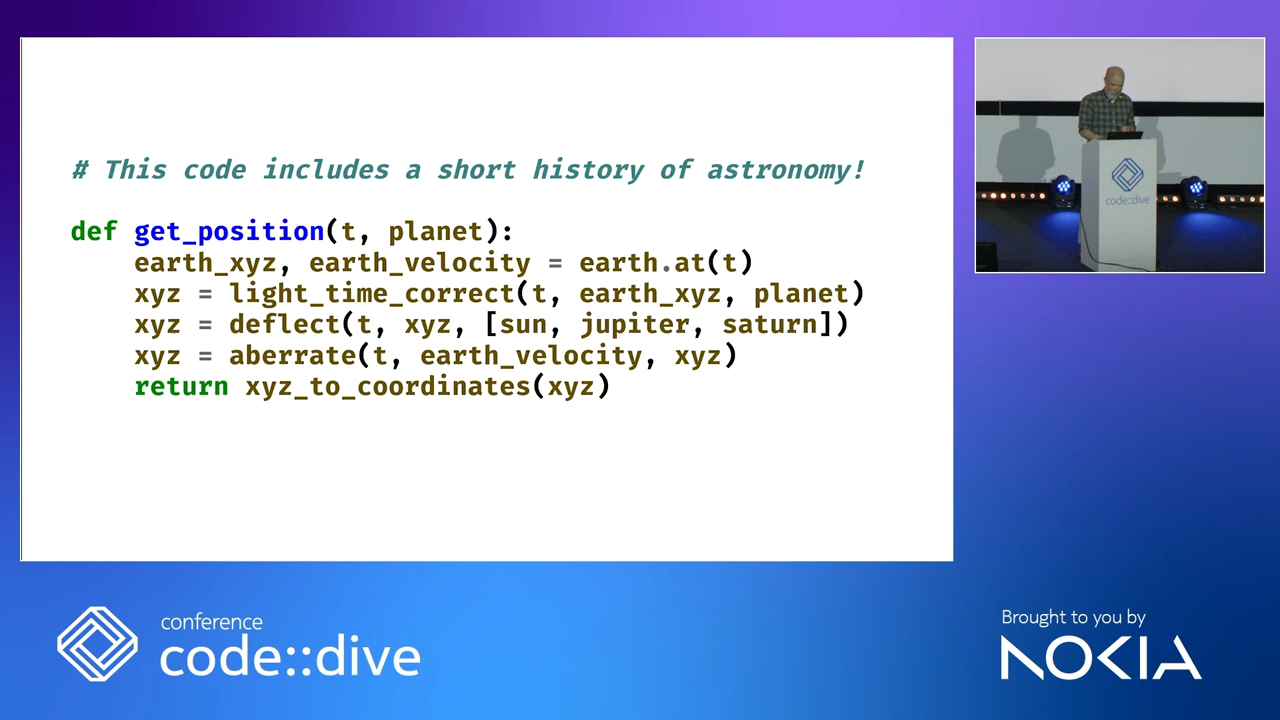 # This code includes a short history of astronomy!
def get_position(t, planet):
    earth_xyz, earth_velocity = earth.at(t)
    xyz = light_time_correct(t, earth_xyz, planet)
    xyz = deflect(t, xyz, [sun, jupiter, saturn])
    xyz = aberrate(t, earth_velocity, xyz)
    return xyz_to_coordinates(xyz)
code::dive
conference
code::dive
Brought to you by
NOKIA